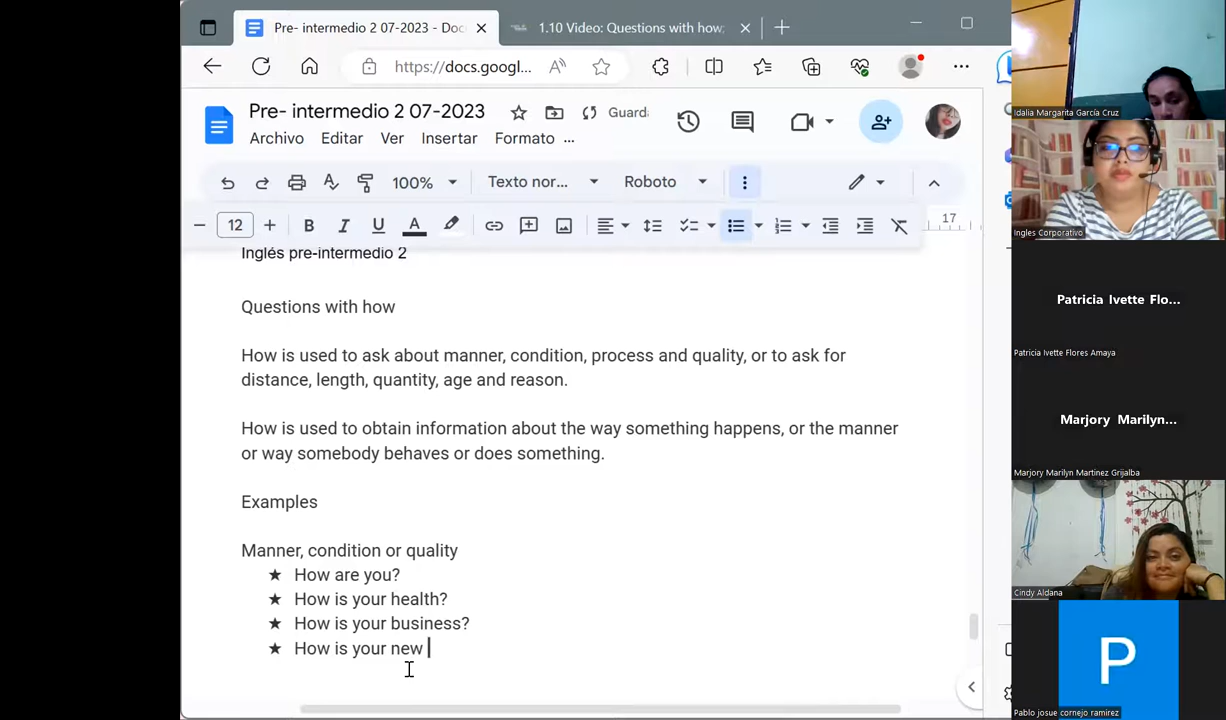 Pre- intermedio 2 07-2023 - Doc
1.10 Video: Questions with how;
https://docs.googl...
Pre- intermedio 2 07-2023
Guard
Archivo Editar Ver Insertar Formato ...
100% Texto nor... Roboto
12
17
Inglés pre-intermedio 2
Questions with how
How is used to ask about manner, condition, process and quality, or to ask for
distance, length, quantity, age and reason.
How is used to obtain information about the way something happens, or the manner
or way somebody behaves or does something.
Examples
Manner, condition or quality
★ How are you?
★ How is your health?
★ How is your business?
★ How is your new
Idalia Margarita García Cruz
Ingles Corporativo
Patricia Ivette Flo...
Patricia Ivette Flores Amaya
Marjory Marilyn...
Marjory Marilyn Martinez Grijalba
Cindy Aldana
P
Pablo josue cornejo ramirez